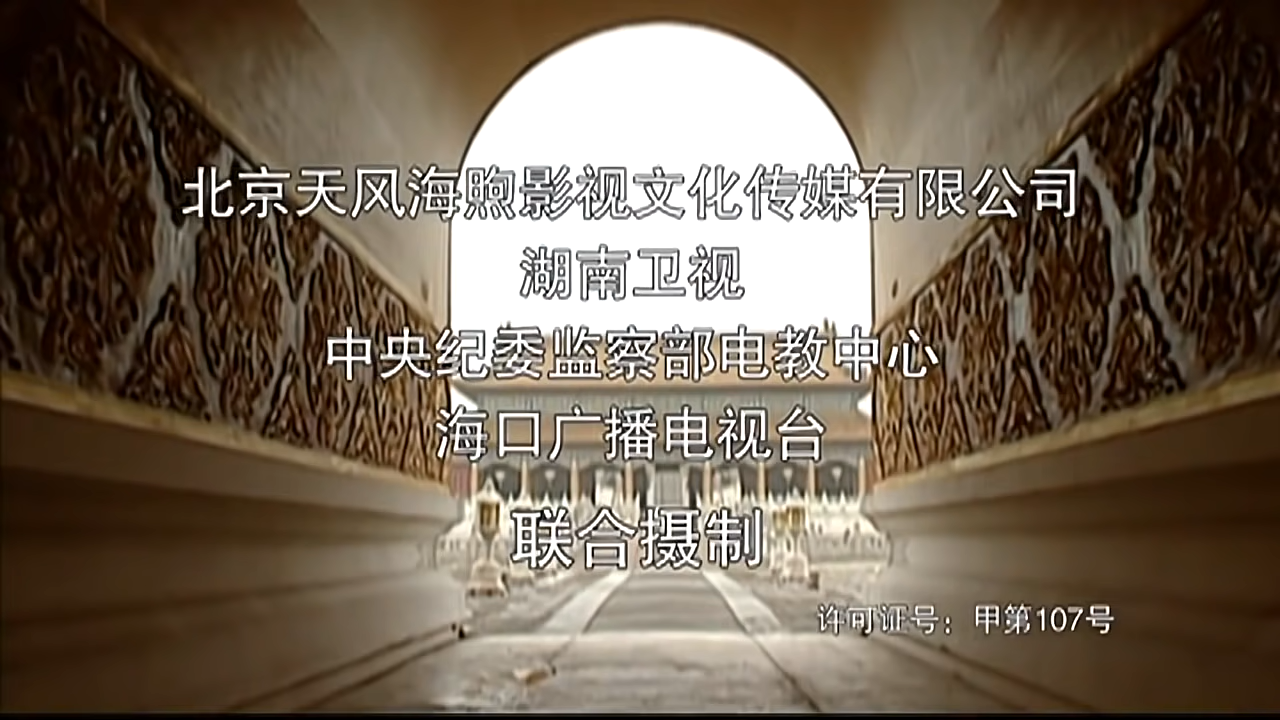 北京天风海煦影视文化传媒有限公司
湖南卫视
中央纪委监察部电教中心
海口广播电视台
联合摄制
许可证号：甲第107号